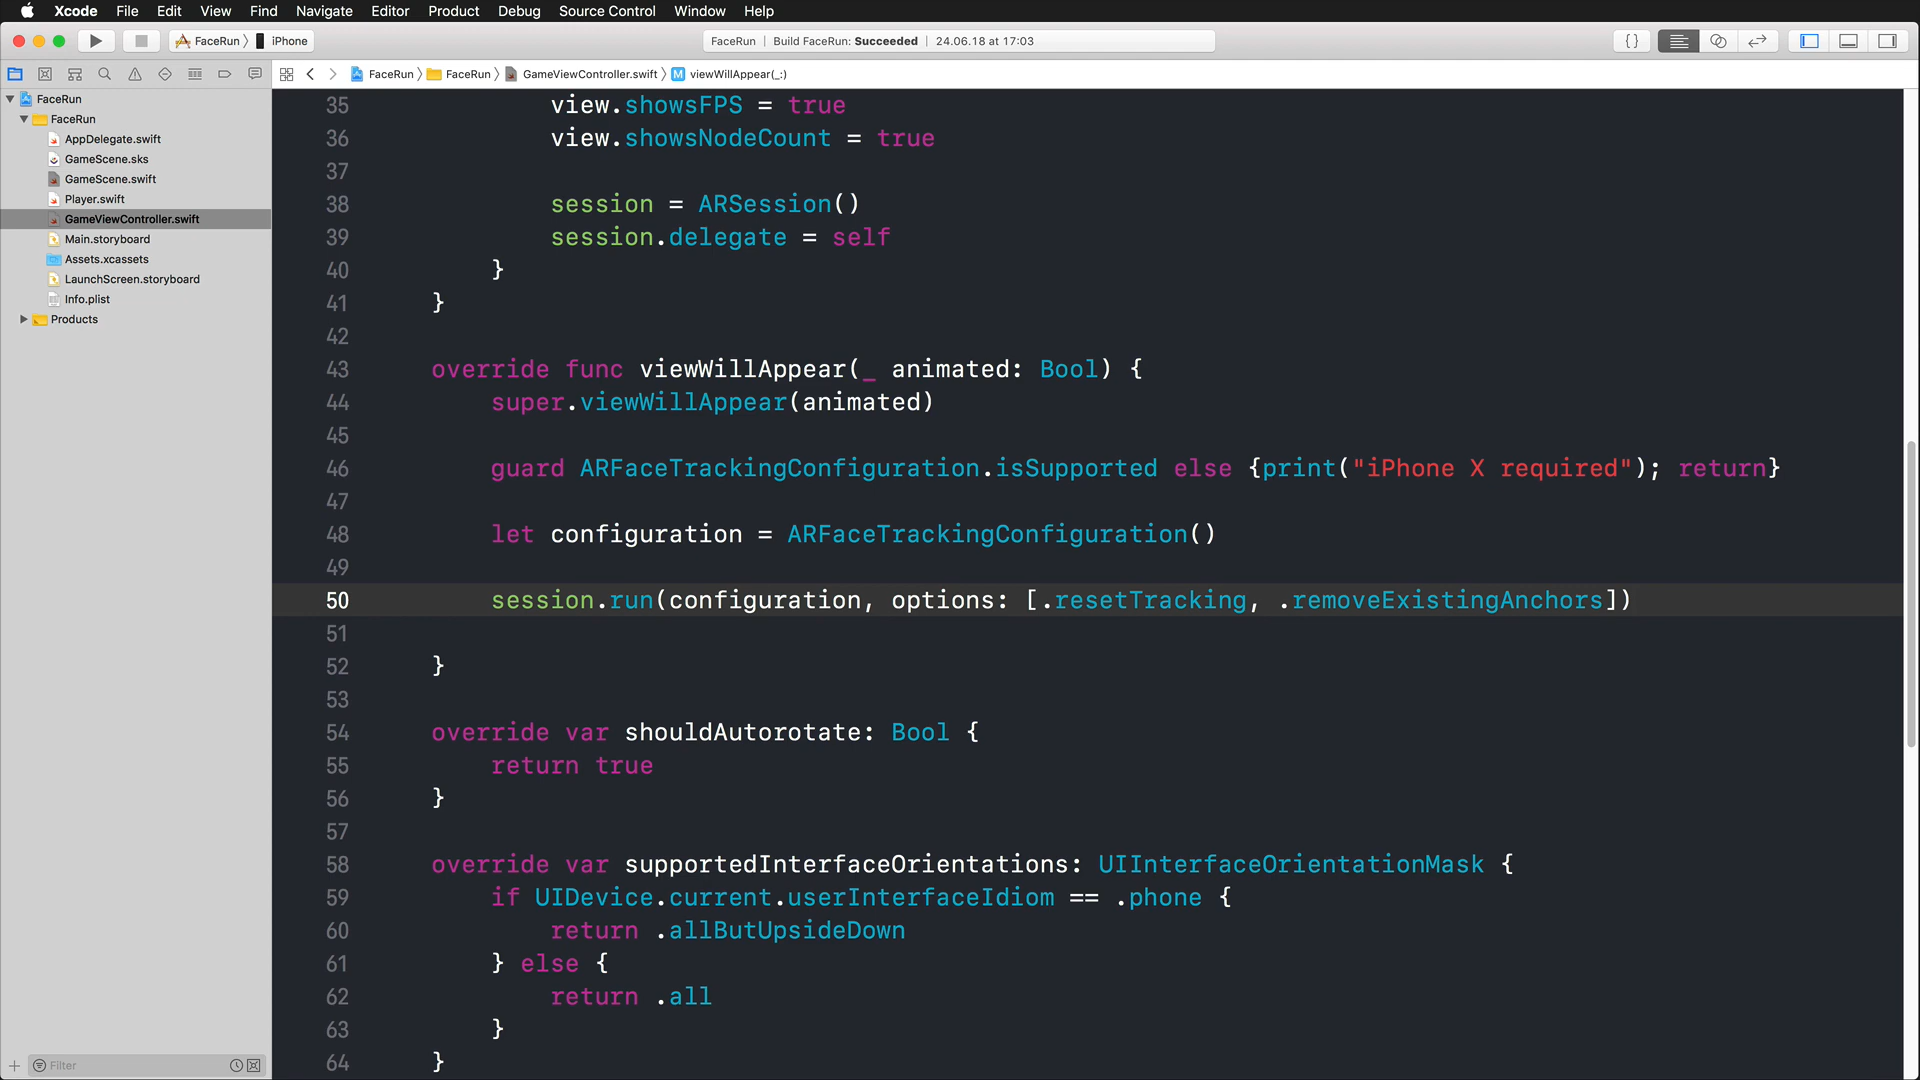 Xcode File Edit View Find Navigate Editor Product Debug Source Control Window Help
FaceRun iPhone
FaceRun Build FaceRun: Succeeded 24.06.18 at 17:03
FaceRun FaceRun GameViewController.swift M viewWillAppear(_:)
FaceRun
FaceRun
AppDelegate.swift
GameScene.sks
GameScene.swift
Player.swift
GameViewController.swift
Main.storyboard
Assets.xcassets
LaunchScreen.storyboard
Info.plist
Products
Filter
35 view.showsFPS = true
36 view.showsNodeCount = true
37
38 session = ARSession()
39 session.delegate = self
40 }
41 }
42
43 override func viewWillAppear(_ animated: Bool) {
44 super.viewWillAppear(animated)
45
46 guard ARFaceTrackingConfiguration.isSupported else {print("iPhone X required"); return}
47
48 let configuration = ARFaceTrackingConfiguration()
49
50 session.run(configuration, options: [.resetTracking, .removeExistingAnchors])
51
52 }
53
54 override var shouldAutorotate: Bool {
55 return true
56 }
57
58 override var supportedInterfaceOrientations: UIInterfaceOrientationMask {
59 if UIDevice.current.userInterfaceIdiom == .phone {
60 return .allButUpsideDown
61 } else {
62 return .all
63 }
64 }